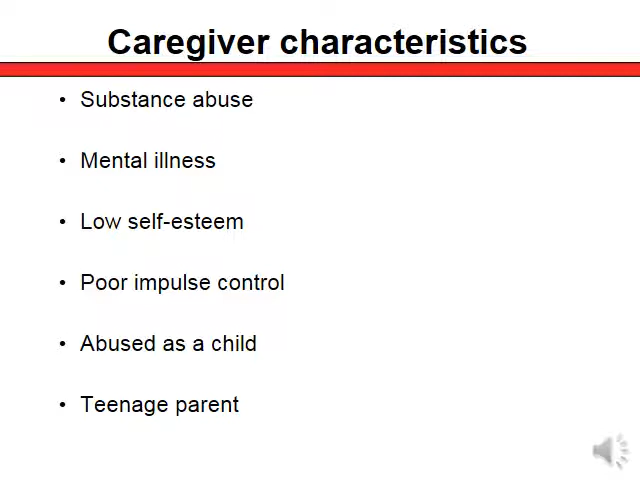 Caregiver characteristics
• Substance abuse
• Mental illness
• Low self-esteem
• Poor impulse control
• Abused as a child
• Teenage parent